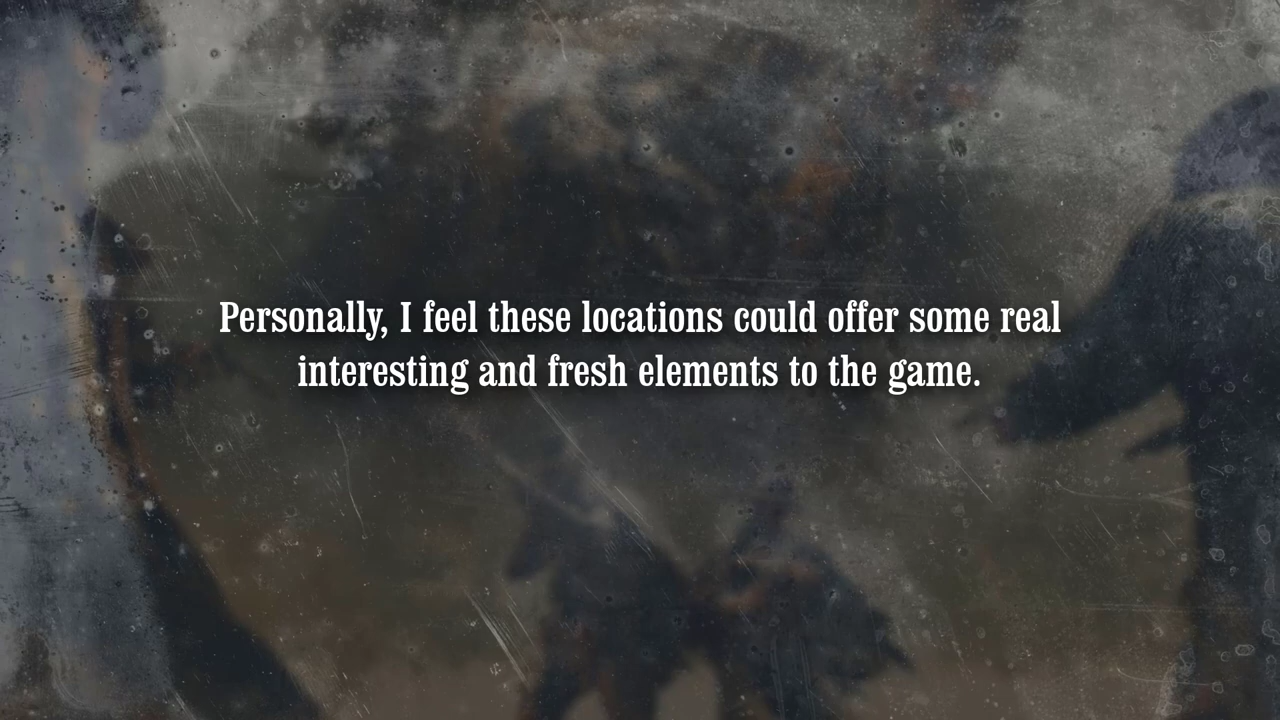 Personally, I feel these locations could offer some real
interesting and fresh elements to the game.